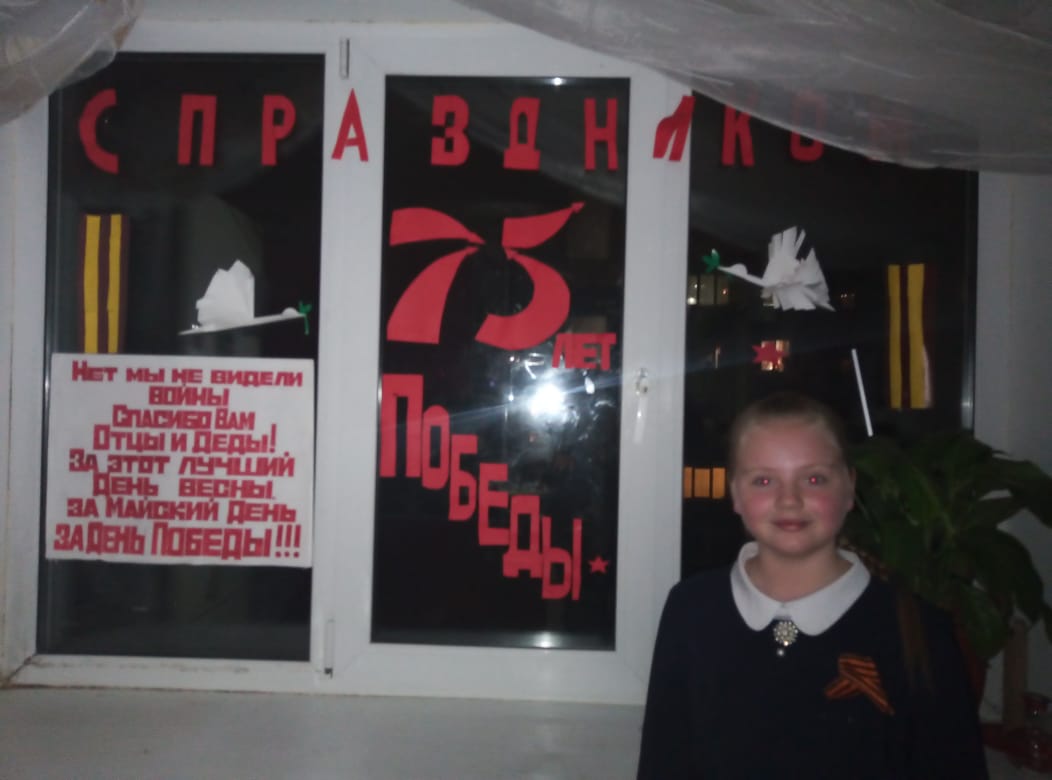 С ПРАЗДНИКОМ
75
ЛЕТ
ПОБЕДЫ
Нет мы не видели
войны
Спасибо Вам
Отцы и Деды!
За этот лучший
День весны.
За Майский День
За День Победы!!!